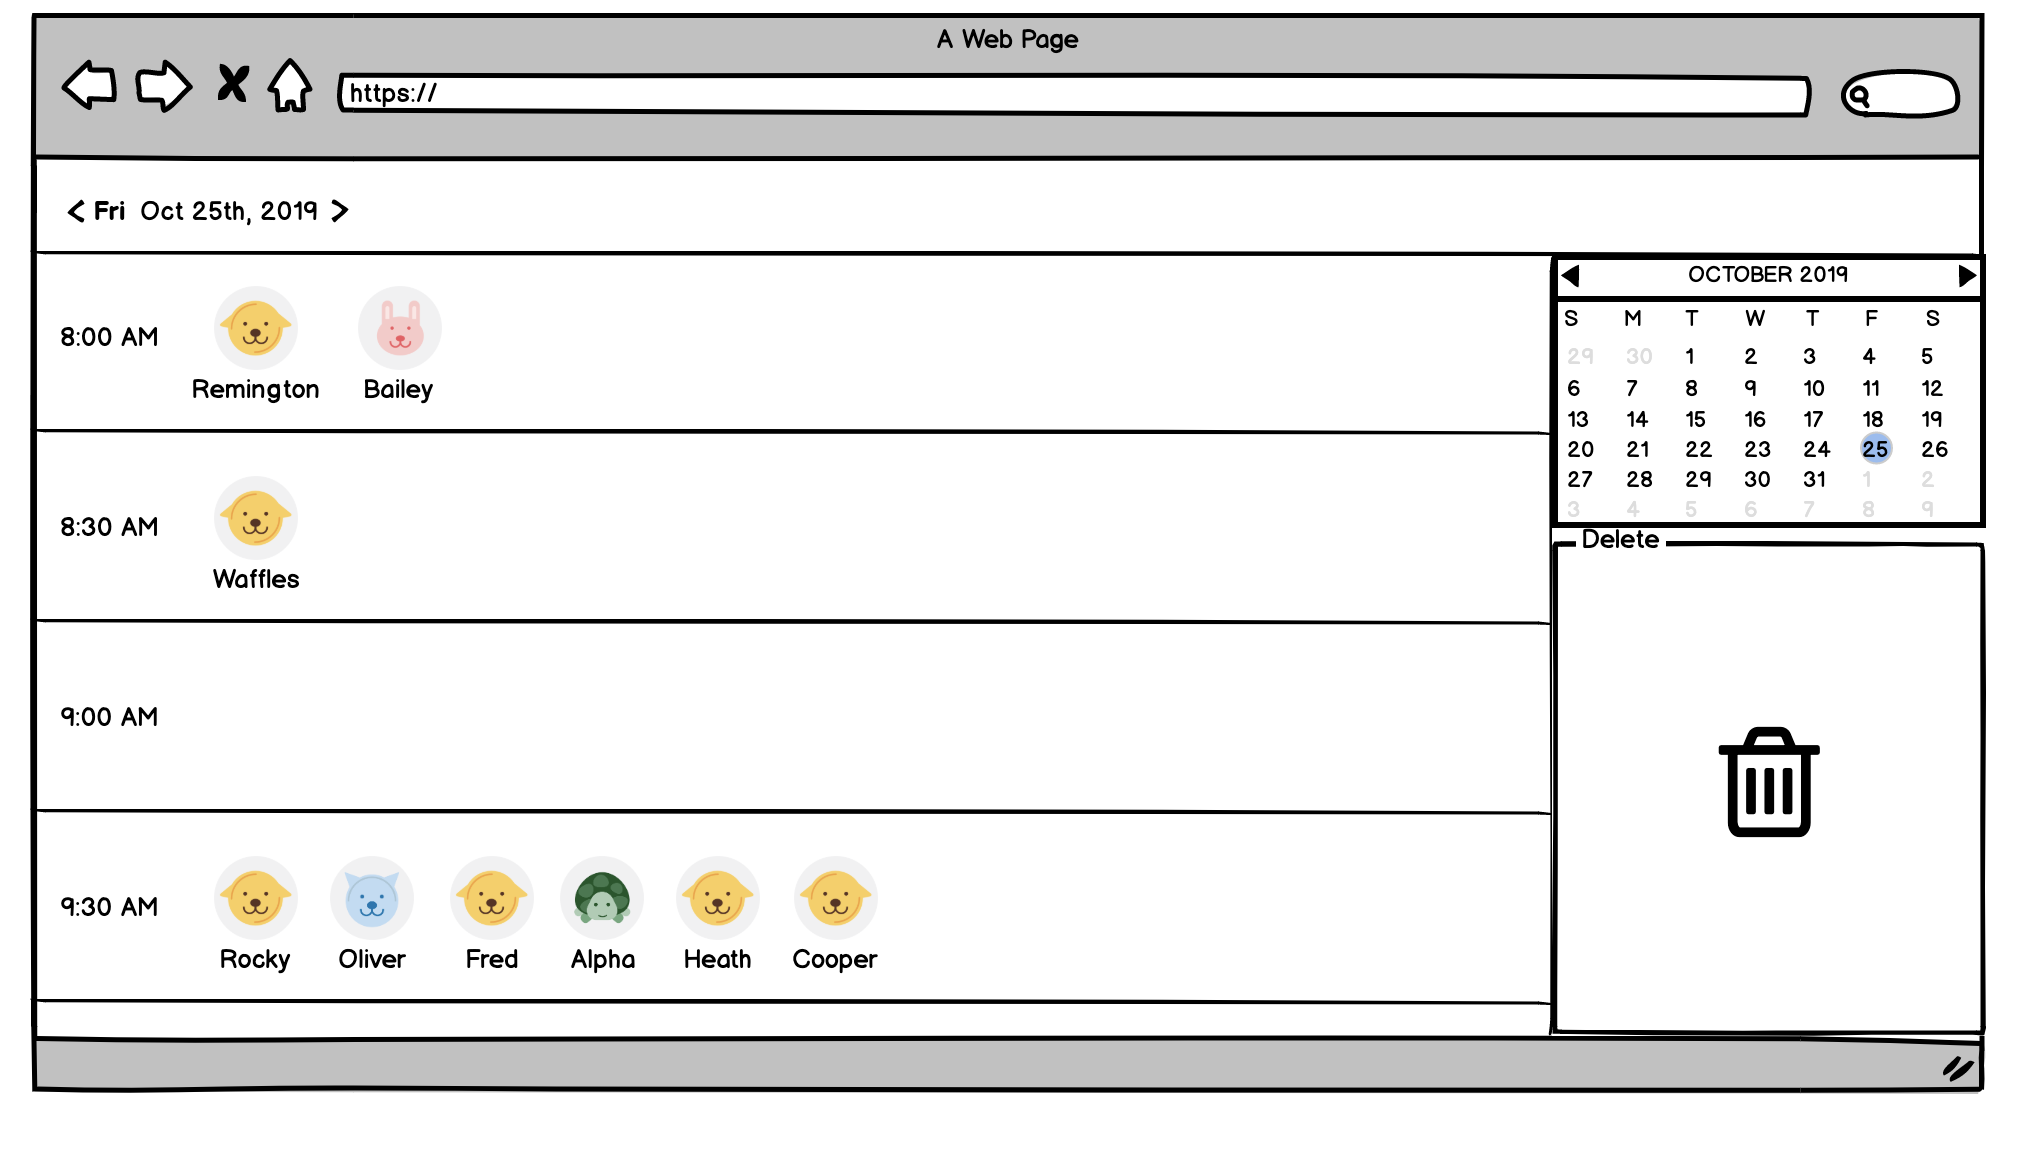 A Web Page
https://
< Fri Oct 25th, 2019 >
8:00 AM
Remington Bailey
8:30 AM
Waffles
9:00 AM
9:30 AM
Rocky Oliver Fred Alpha Heath Cooper
OCTOBER 2019
S M T W T F S
29 30 1 2 3 4 5
6 7 8 9 10 11 12
13 14 15 16 17 18 19
20 21 22 23 24 25 26
27 28 29 30 31 1 2
3 4 5 6 7 8 9
Delete